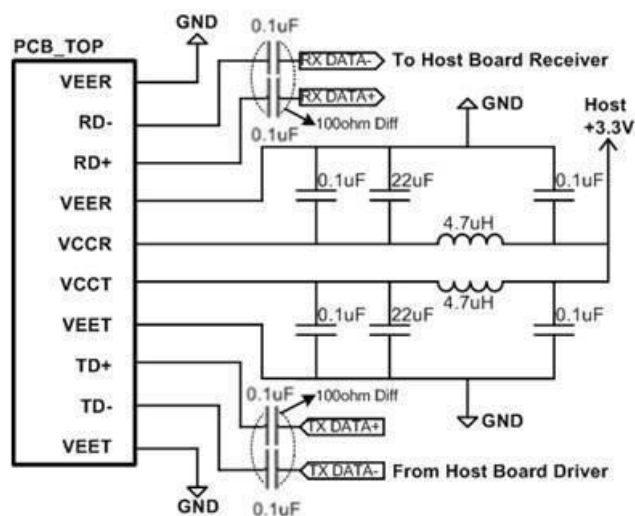 0.1uF
GND
PCB_TOP
VEER
RX DATA-
To Host Board Receiver
RD-
RX DATA+
GND
Host
+3.3V
100ohm Diff
0.1uF
RD+
VEER
0.1uF
22uF
0.1uF
4.7uH
VCCR
VCCT
4.7uH
0.1uF
22uF
0.1uF
VEET
TD+
0.1uF
100ohm Diff
TD-
TX DATA+
GND
VEET
TX DATA-
From Host Board Driver
GND
0.1uF